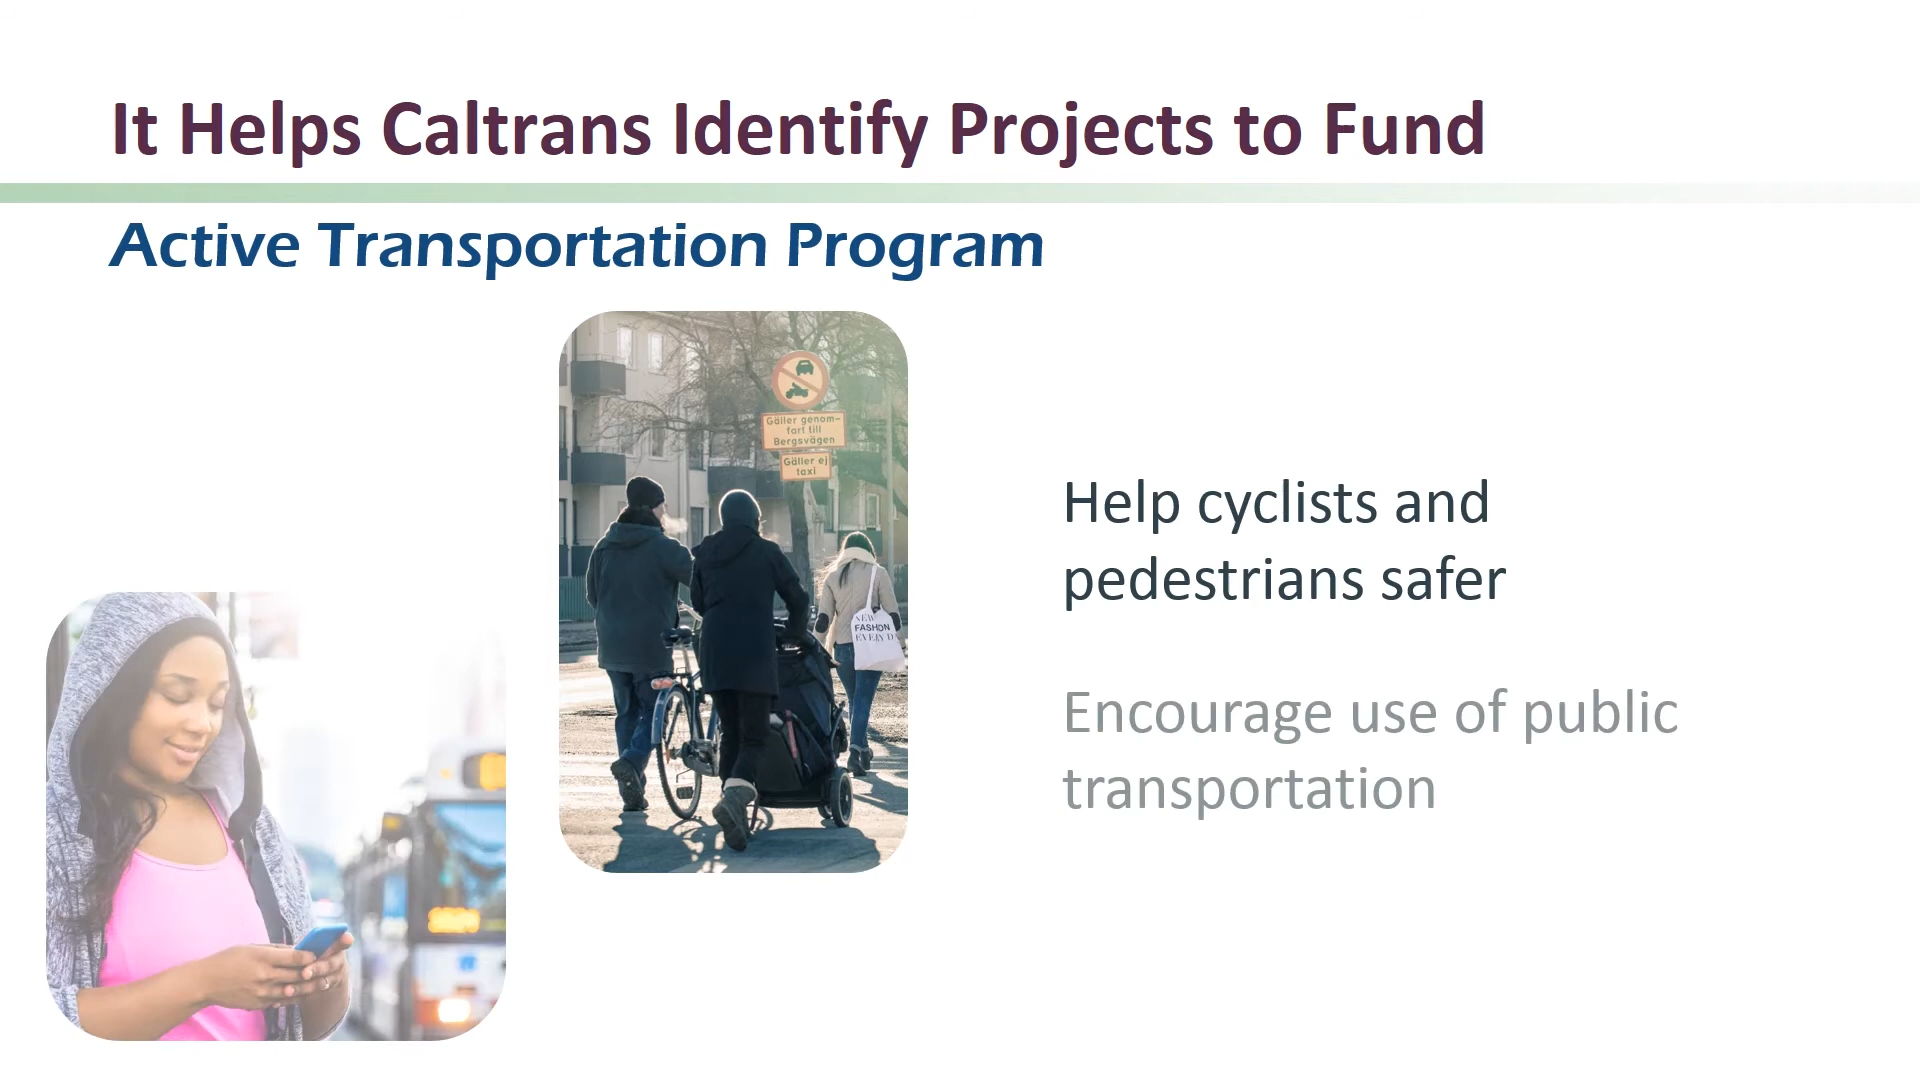 It Helps Caltrans Identify Projects to Fund
Active Transportation Program
Gäller genom-
fart till
Bergsvägen
Gäller ej
taxi
FASHION
Help cyclists and
pedestrians safer
Encourage use of public
transportation